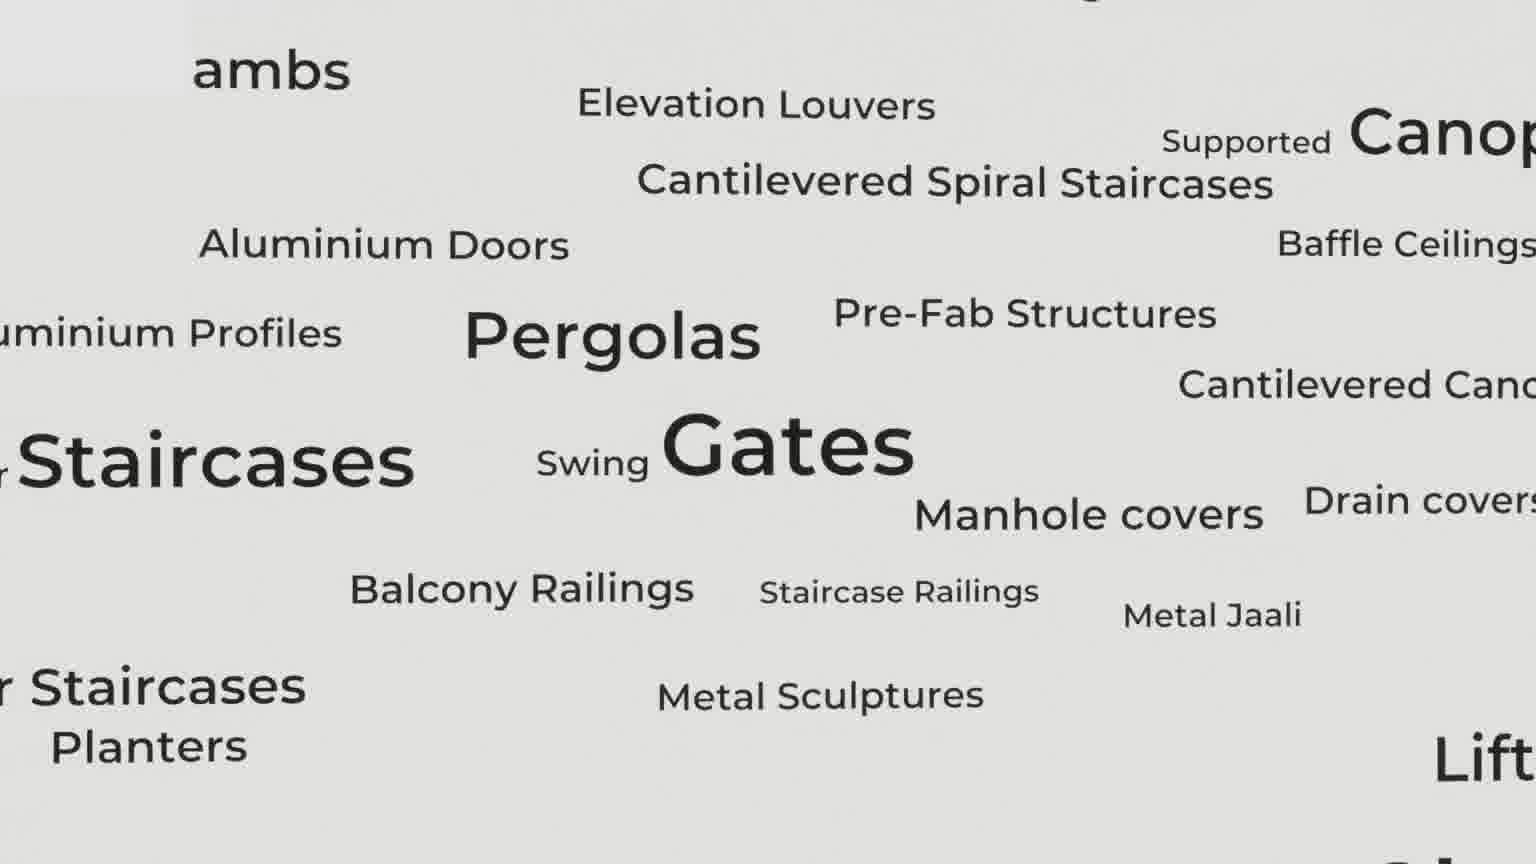 ambs
Elevation Louvers
Supported Canop
Cantilevered Spiral Staircases
Aluminium Doors
Baffle Ceilings
uminium Profiles
Pergolas
Pre-Fab Structures
Cantilevered Cano
r Staircases
Swing Gates
Manhole covers
Drain covers
Balcony Railings
Staircase Railings
Metal Jaali
r Staircases
Metal Sculptures
Planters
Lift